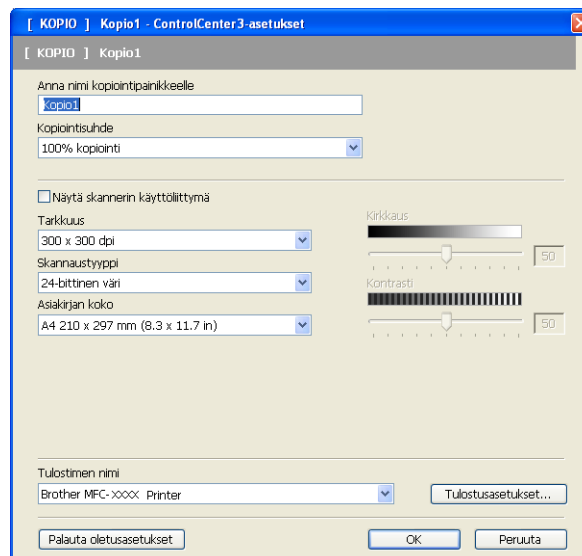 [ KOPIO ] Kopio1 - ControlCenter3-asetukset
[ KOPIO ] Kopio1
Anna nimi kopiointipainikkeelle
Kopio1
Kopiointisuhde
100% kopiointi
Näytä skannerin käyttöliittymä
Tarkkuus
300 x 300 dpi
Skannaustyyppi
24-bittinen väri
Asiakirjan koko
A4 210 x 297 mm (8.3 x 11.7 in)
Kirkkaus
50
Kontrasti
50
Tulostimen nimi
Brother MFC-XXXX Printer
Tulostusasetukset...
Palauta oletusasetukset
OK
Peruuta